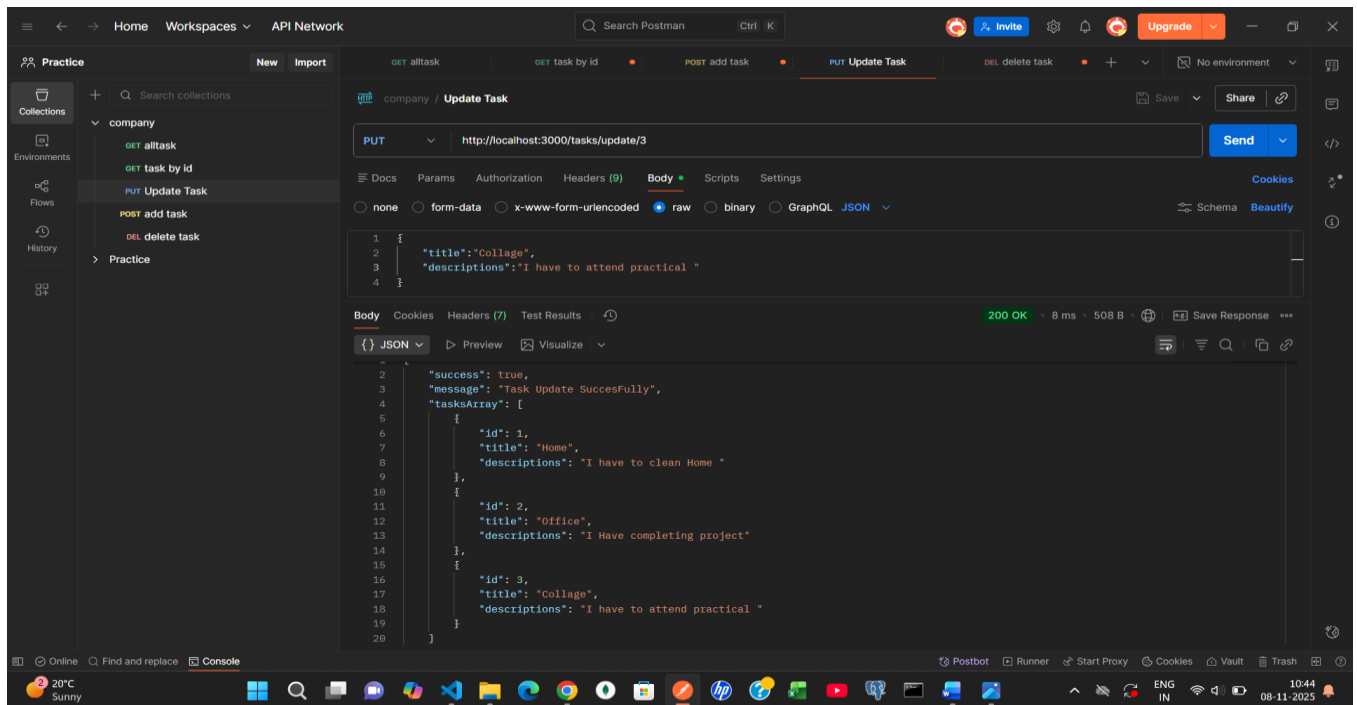 Home Workspaces API Network Search Postman Ctrl K Invite Upgrade
Practice New Import GET alltask GET task by id POST add task PUT Update Task DEL delete task No environment
Collections
Search collections
company / Update Task Save Share
company
GET alltask
PUT http://localhost:3000/tasks/update/3 Send
Environments
GET task by id
PUT Update Task
Docs Params Authorization Headers (9) Body Scripts Settings Cookies
Flows
POST add task
none form-data x-www-form-urlencoded raw binary GraphQL JSON Schema Beautify
DEL delete task
History
Practice
1 {
2 "title":"Collage",
3 "descriptions":"I have to attend practical "
4 }
Body Cookies Headers (7) Test Results 200 OK 8 ms 508 B Save Response
{} JSON Preview Visualize
2 "success": true,
3 "message": "Task Update SuccesFully",
4 "tasksArray": [
5 {
6 "id": 1,
7 "title": "Home",
8 "descriptions": "I have to clean Home "
9 },
10 {
11 "id": 2,
12 "title": "Office",
13 "descriptions": "I Have completing project"
14 },
15 {
16 "id": 3,
17 "title": "Collage",
18 "descriptions": "I have to attend practical "
19 }
20 ]
Online Find and replace Console Postbot Runner Start Proxy Cookies Vault Trash
2 20°C
Sunny
ENG
IN
10:44
08-11-2025